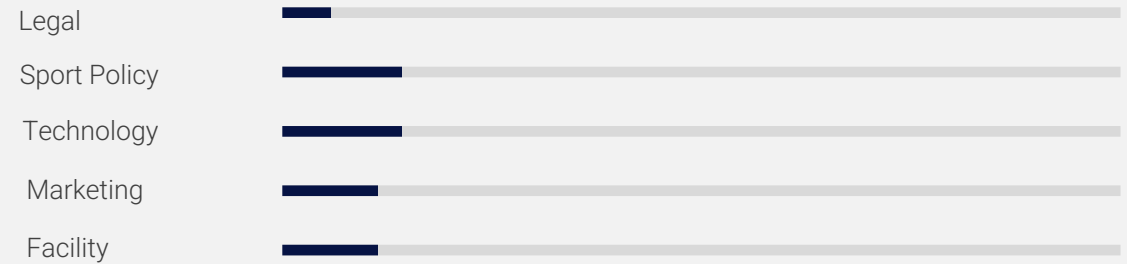 Legal
Sport Policy
Technology
Marketing
Facility